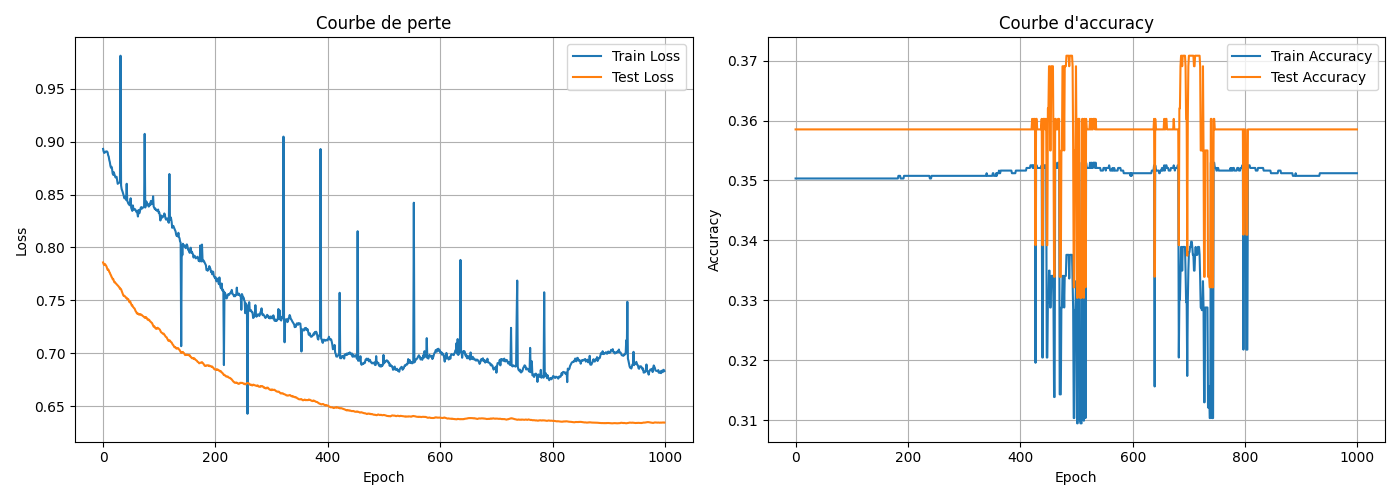 Courbe de perte
Loss
0.95
0.90
0.85
0.80
0.75
0.70
0.65
0
200
400
600
800
1000
Epoch
Train Loss
Test Loss
Courbe d'accuracy
Accuracy
0.37
0.36
0.35
0.34
0.33
0.32
0.31
0
200
400
600
800
1000
Epoch
Train Accuracy
Test Accuracy